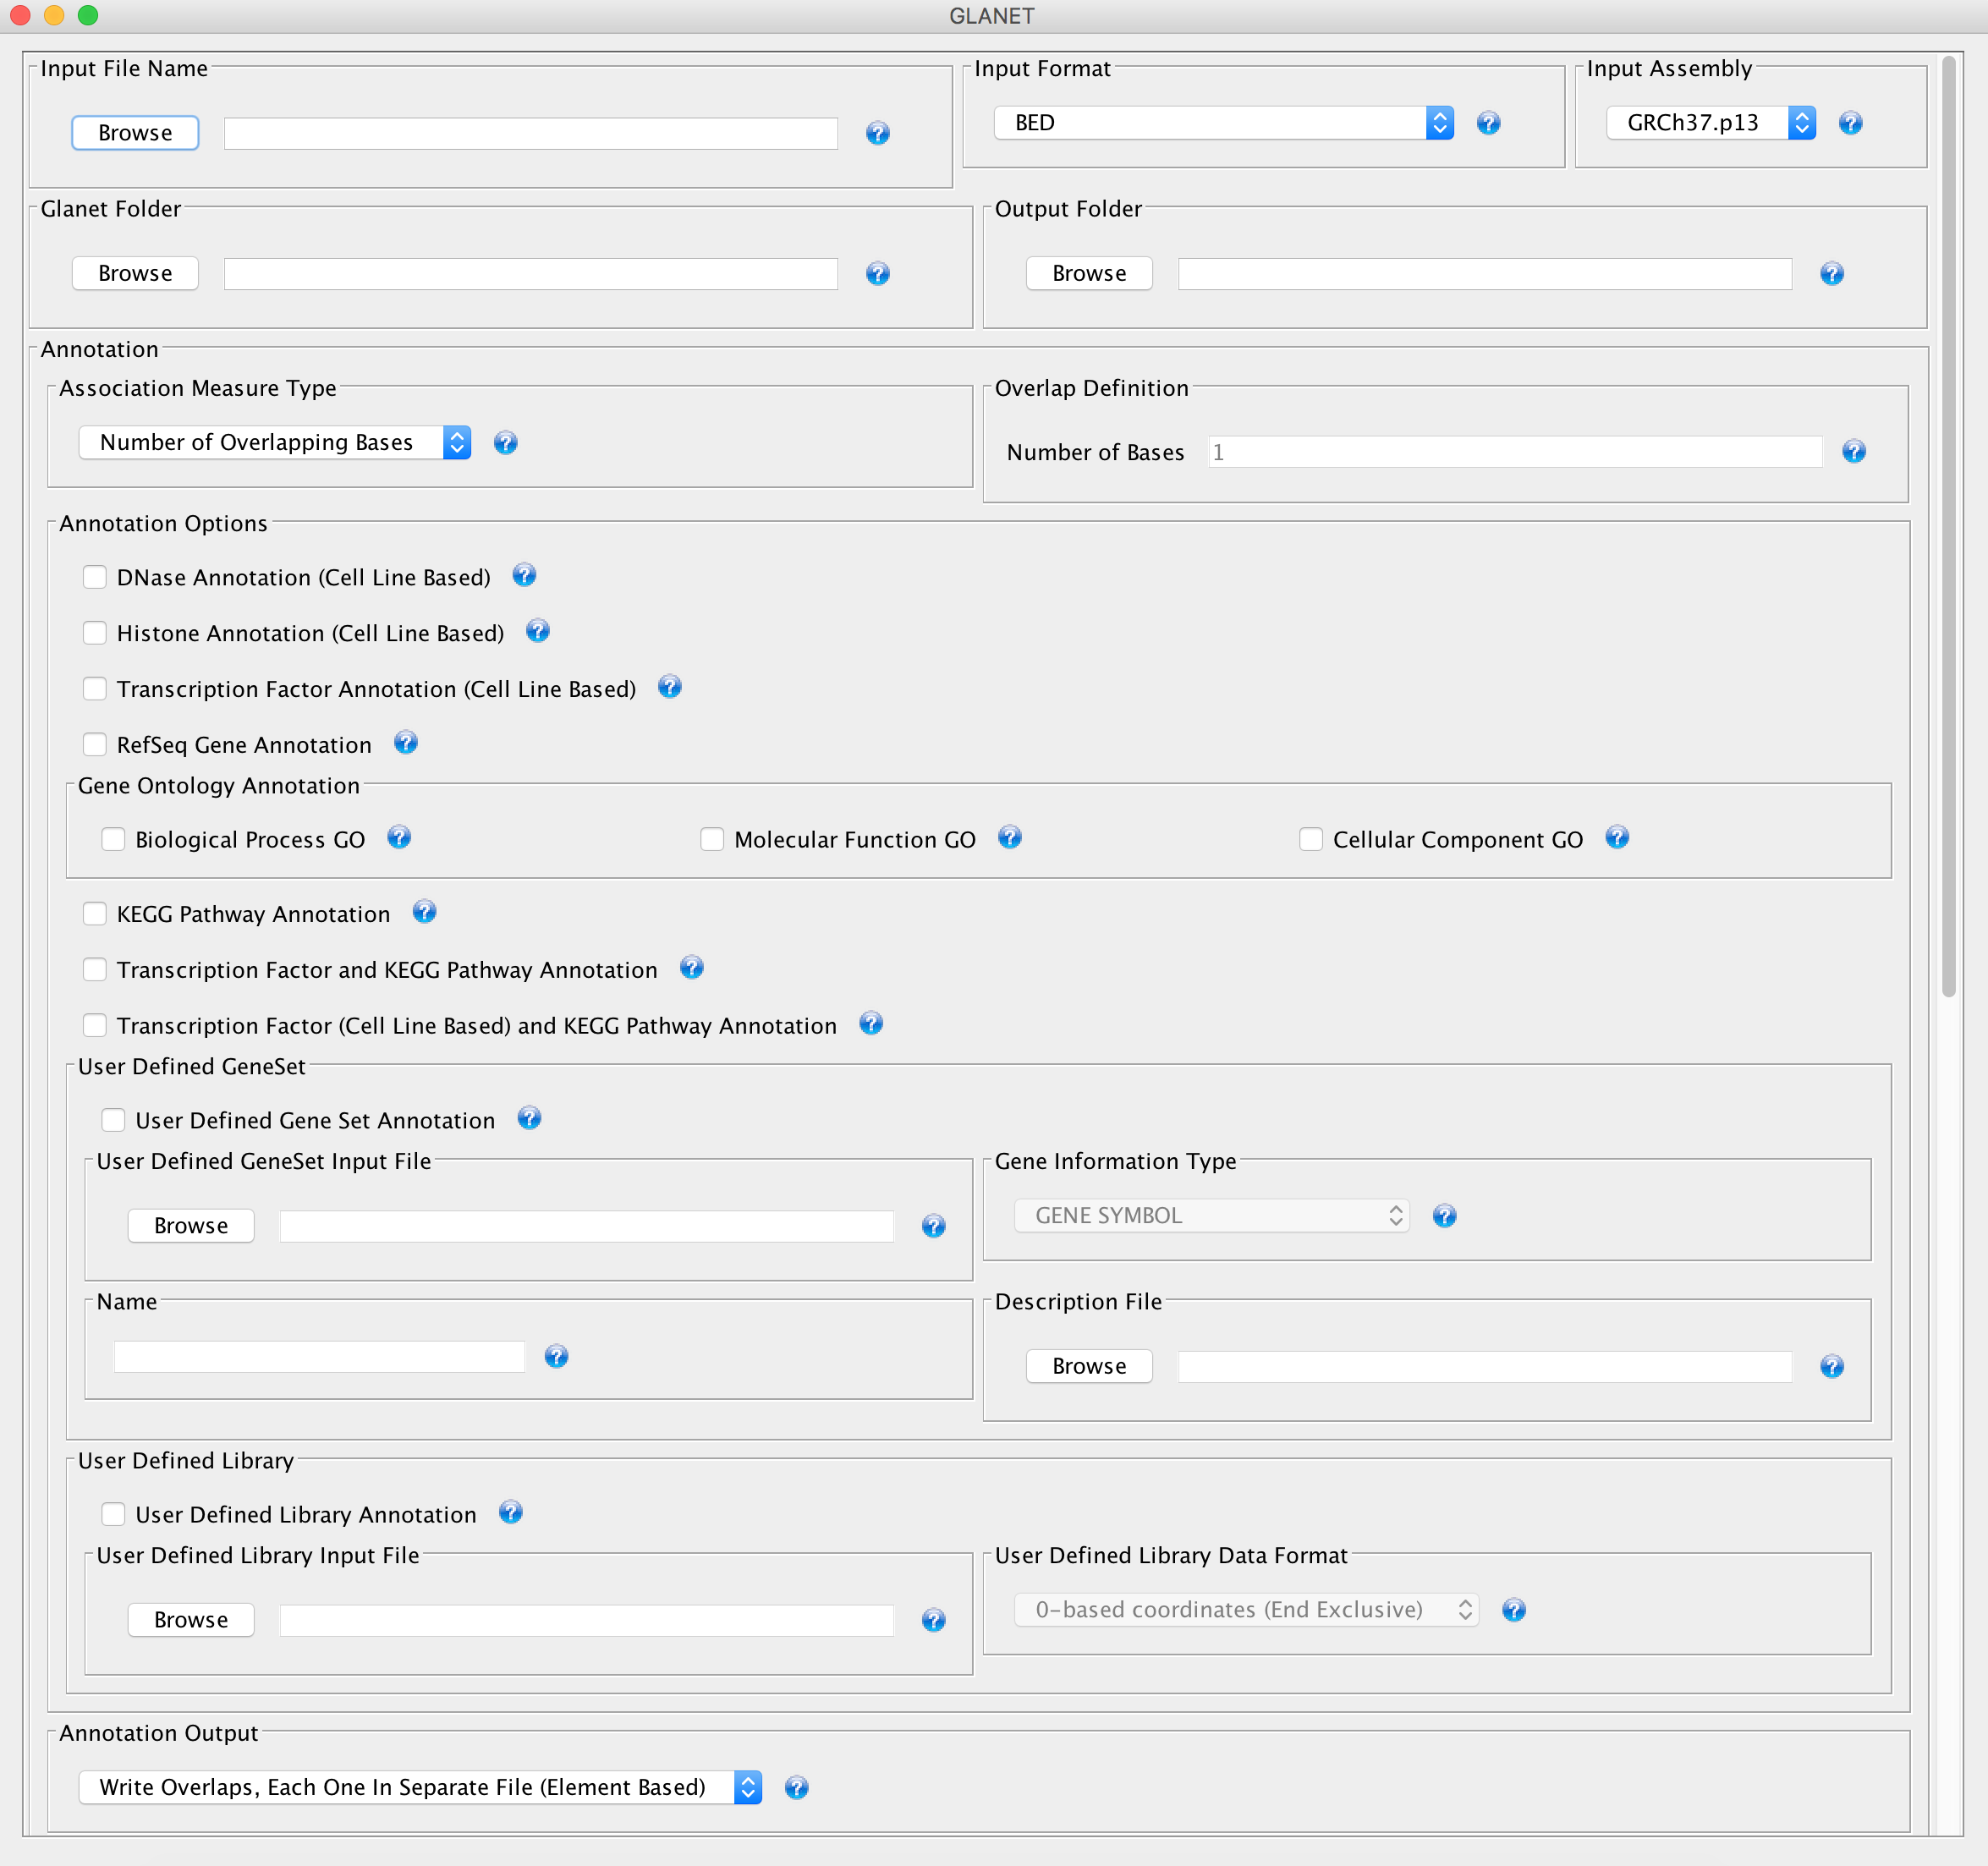 GLANET
Input File Name
Input Format
Input Assembly
Browse
BED
GRCh37.p13
Glanet Folder
Output Folder
Browse
Browse
Annotation
Association Measure Type
Overlap Definition
Number of Overlapping Bases
Number of Bases 1
Annotation Options
DNase Annotation (Cell Line Based)
Histone Annotation (Cell Line Based)
Transcription Factor Annotation (Cell Line Based)
RefSeq Gene Annotation
Gene Ontology Annotation
Biological Process GO
Molecular Function GO
Cellular Component GO
KEGG Pathway Annotation
Transcription Factor and KEGG Pathway Annotation
Transcription Factor (Cell Line Based) and KEGG Pathway Annotation
User Defined GeneSet
User Defined Gene Set Annotation
User Defined GeneSet Input File
Gene Information Type
Browse
GENE SYMBOL
Name
Description File
Browse
User Defined Library
User Defined Library Annotation
User Defined Library Input File
User Defined Library Data Format
Browse
0-based coordinates (End Exclusive)
Annotation Output
Write Overlaps, Each One In Separate File (Element Based)